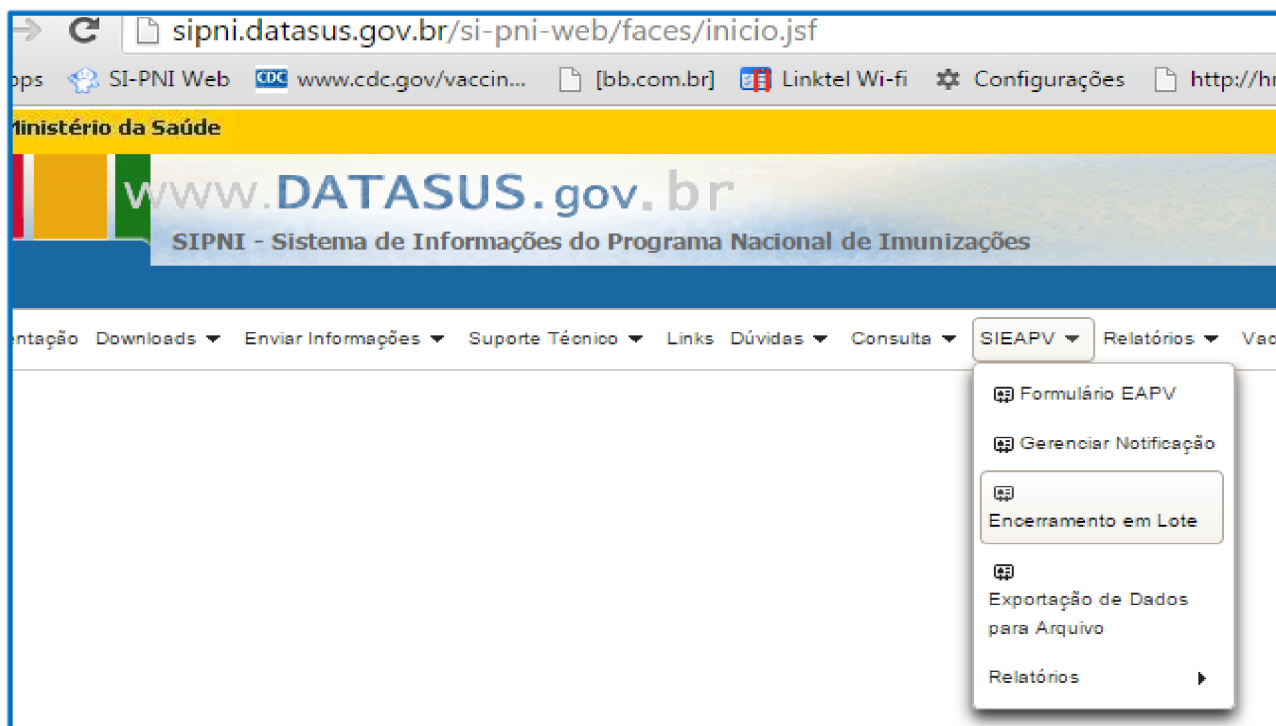 sipni.datasus.gov.br/si-pni-web/faces/inicio.jsf
SI-PNI Web CDC www.cdc.gov/vaccin... [bb.com.br] Linktel Wi-fi Configurações http://
Ministério da Saúde
www.DATASUS.gov.br
SIPNI - Sistema de Informações do Programa Nacional de Imunizações
entação Downloads Enviar Informações Suporte Técnico Links Dúvidas Consulta SIEAPV Relatórios Vac
Formulário EAPV
Gerenciar Notificação
Encerramento em Lote
Exportação de Dados
para Arquivo
Relatórios